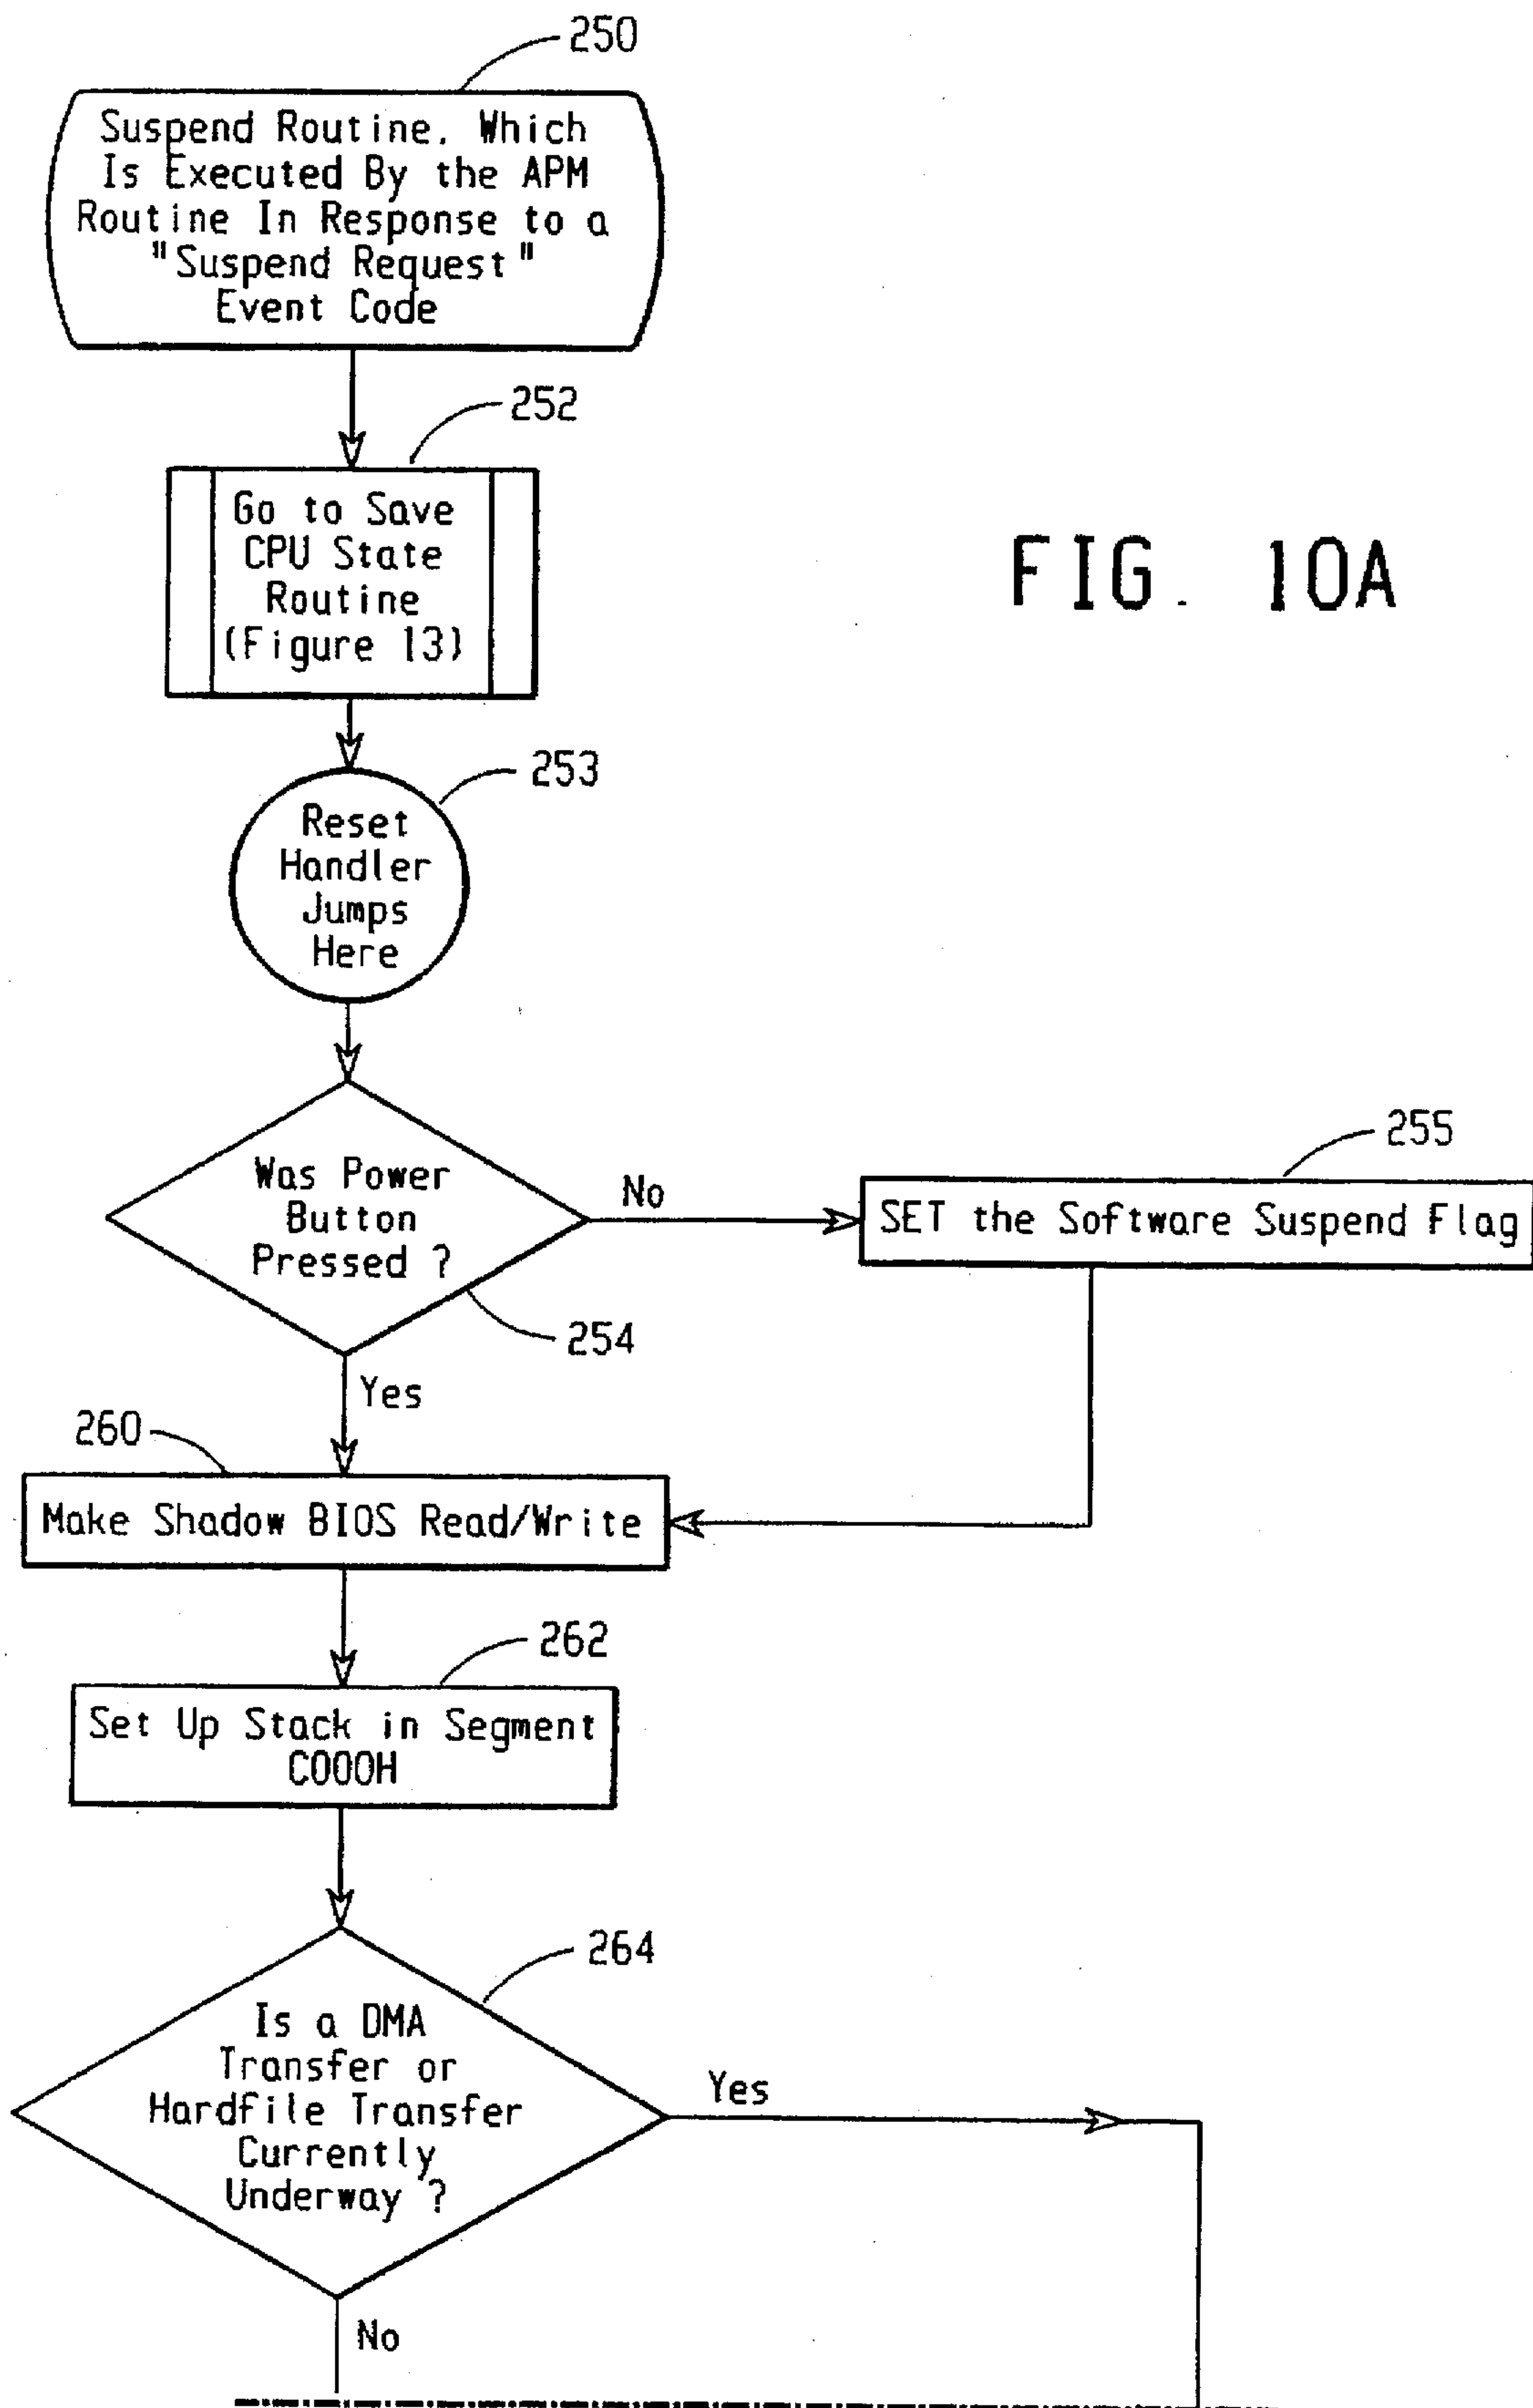 250
Suspend Routine, Which
Is Executed By the APM
Routine In Response to a
"Suspend Request"
Event Code
252
Go to Save
CPU State
Routine
(Figure 13)
FIG. 10A
253
Reset
Handler
Jumps
Here
Was Power
Button
Pressed ?
No
255
SET the Software Suspend Flag
254
Yes
260
Make Shadow BIOS Read/Write
262
Set Up Stack in Segment
C000H
264
Is a DMA
Transfer or
Hardfile Transfer
Currently
Underway ?
Yes
No